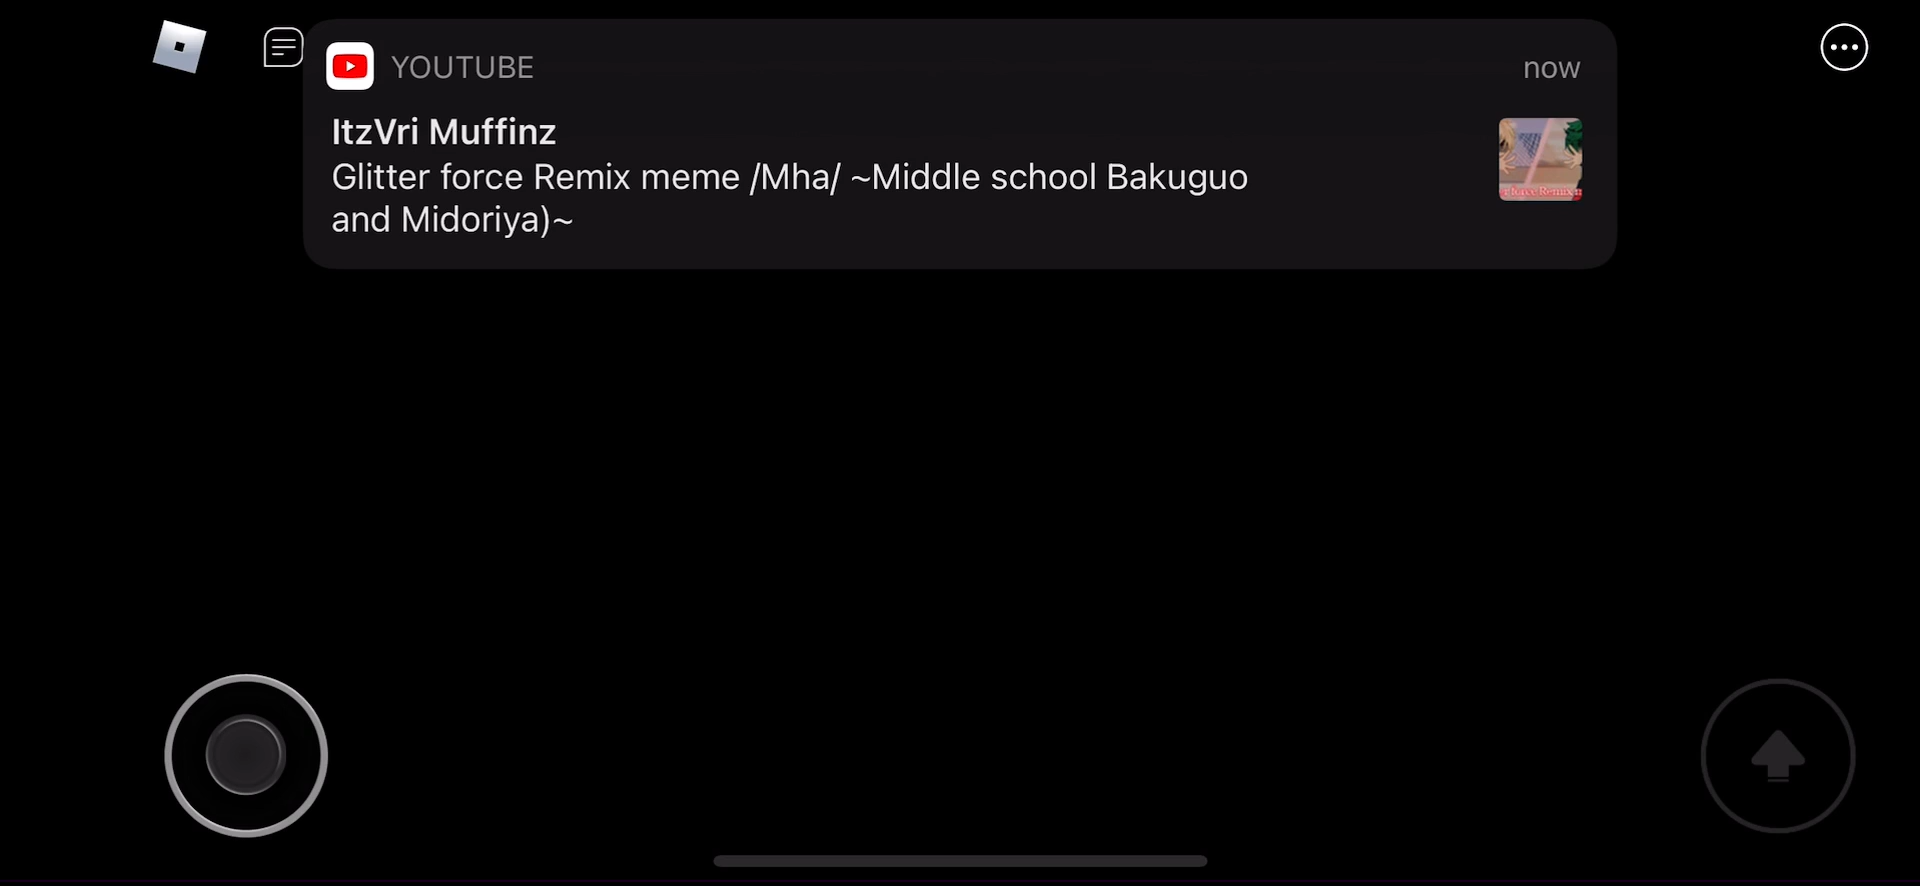 YOUTUBE
now
ItzVri Muffinz
Glitter force Remix meme /Mha/ ~Middle school Bakuguo
and Midoriya)~